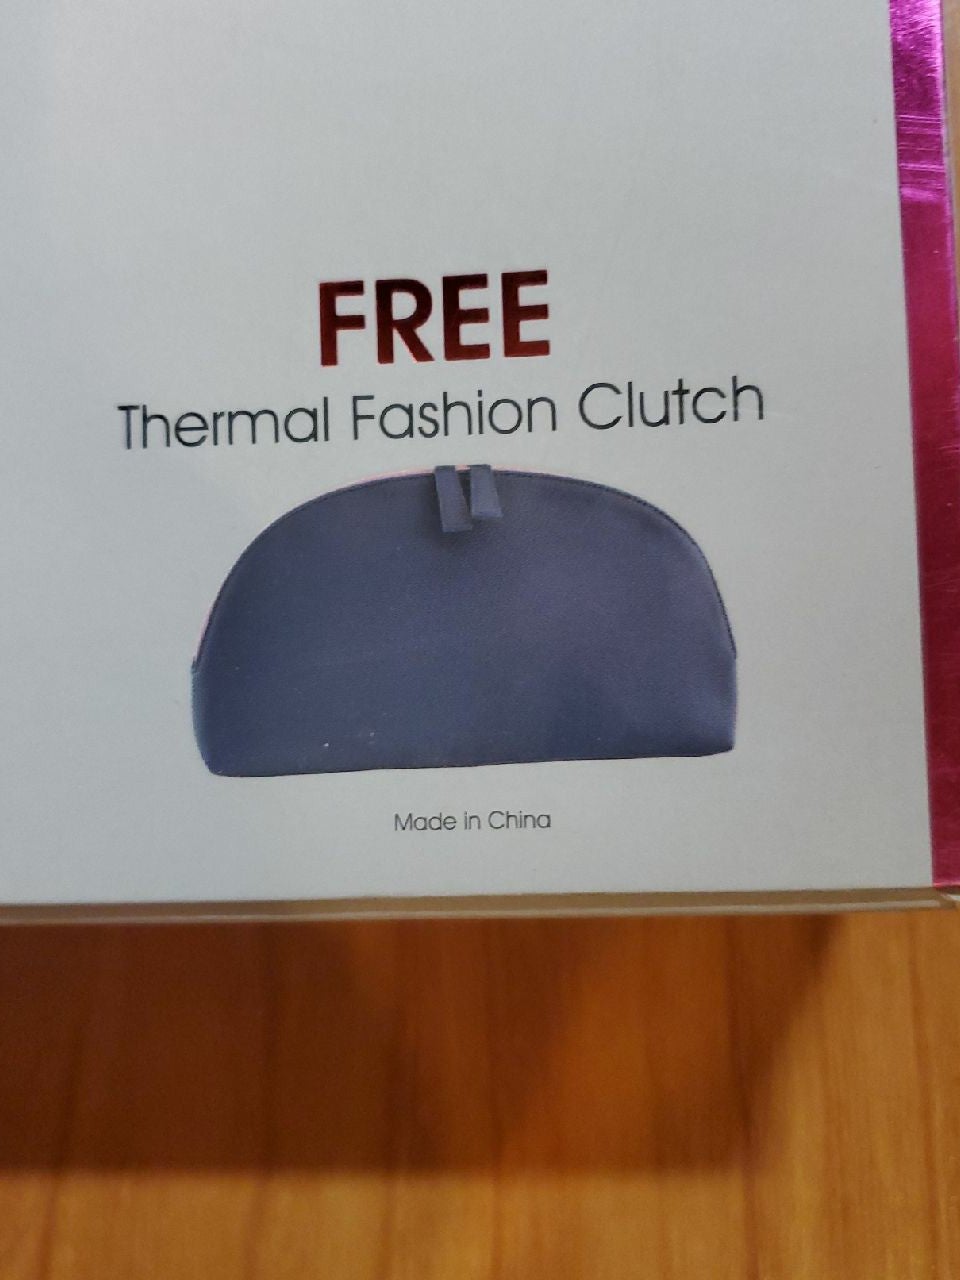 FREE
Thermal Fashion Clutch
Made in China